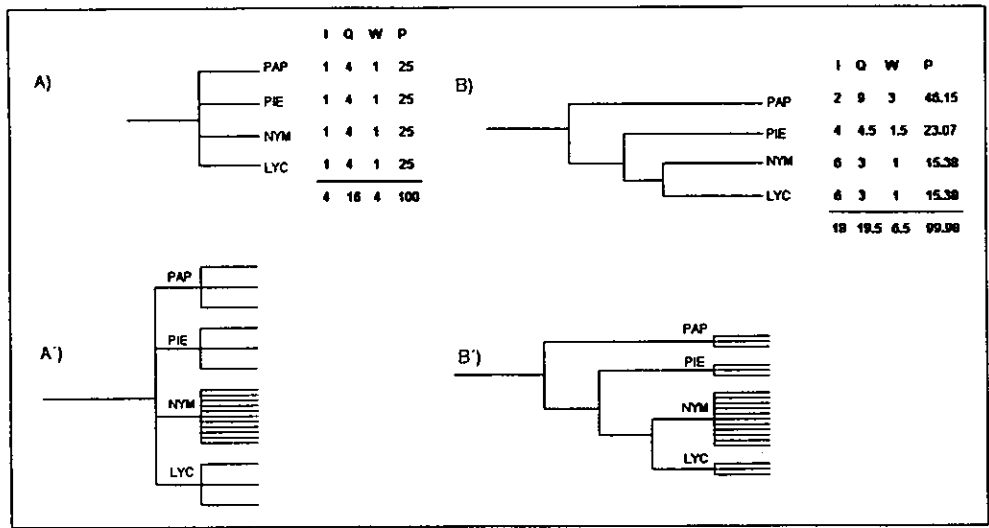 A)
I Q W P
PAP 1 4 1 25
PIE 1 4 1 25
NYM 1 4 1 25
LYC 1 4 1 25
4 16 4 100
B)
I Q W P
PAP 2 9 3 46.15
PIE 4 4.5 1.5 23.07
NYM 6 3 1 15.38
LYC 6 3 1 15.38
18 19.5 6.5 99.98
A´)
PAP
PIE
NYM
LYC
B´)
PAP
PIE
NYM
LYC